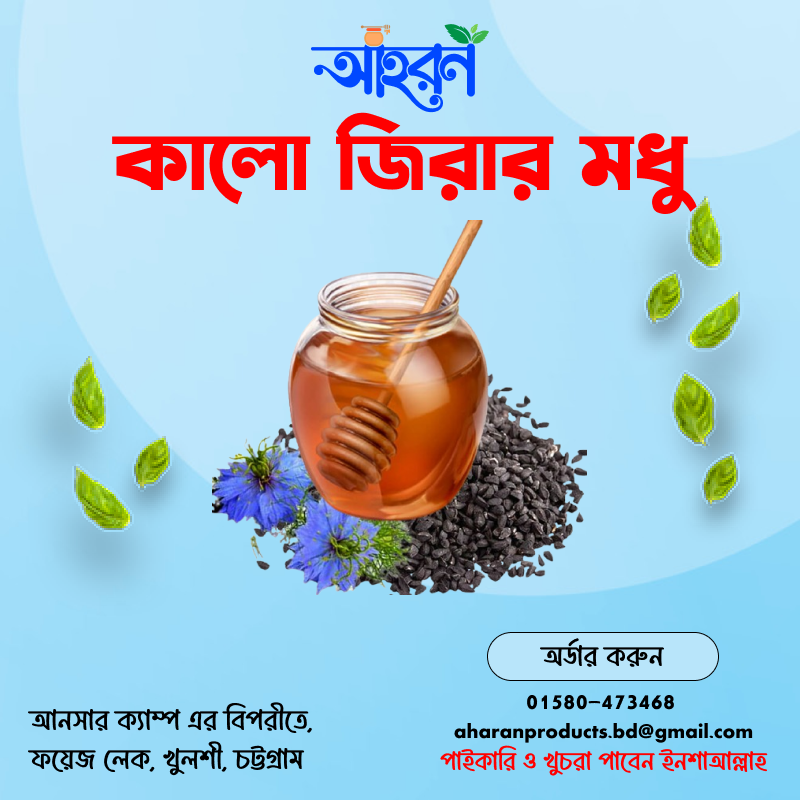 আহরন
কালো জিরার মধু
অর্ডার করুন
01580-473468
aharanproducts.bd@gmail.com
পাইকারি ও খুচরা পাবেন ইনশাআল্লাহ
আনসার ক্যাম্প এর বিপরীতে,
ফয়েজ লেক, খুলশী, চট্টগ্রাম